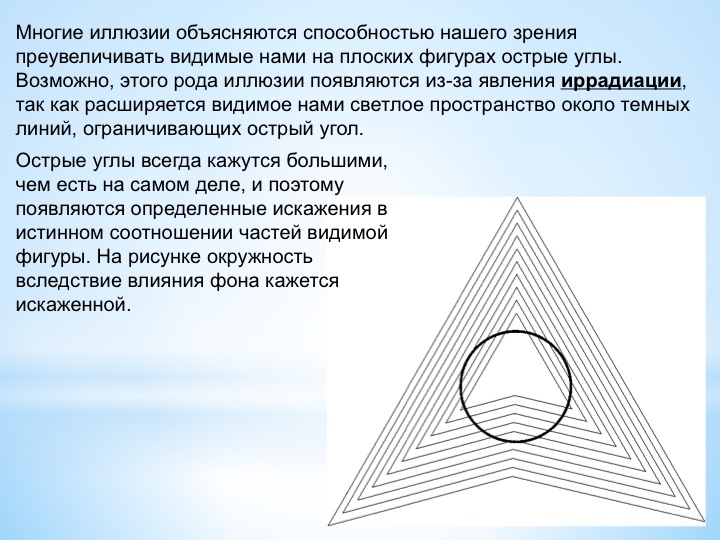 Многие иллюзии объясняются способностью нашего зрения
преувеличивать видимые нами на плоских фигурах острые углы.
Возможно, этого рода иллюзии появляются из-за явления иррадиации,
так как расширяется видимое нами светлое пространство около темных
линий, ограничивающих острый угол.
Острые углы всегда кажутся большими,
чем есть на самом деле, и поэтому
появляются определенные искажения в
истинном соотношении частей видимой
фигуры. На рисунке окружность
вследствие влияния фона кажется
искаженной.